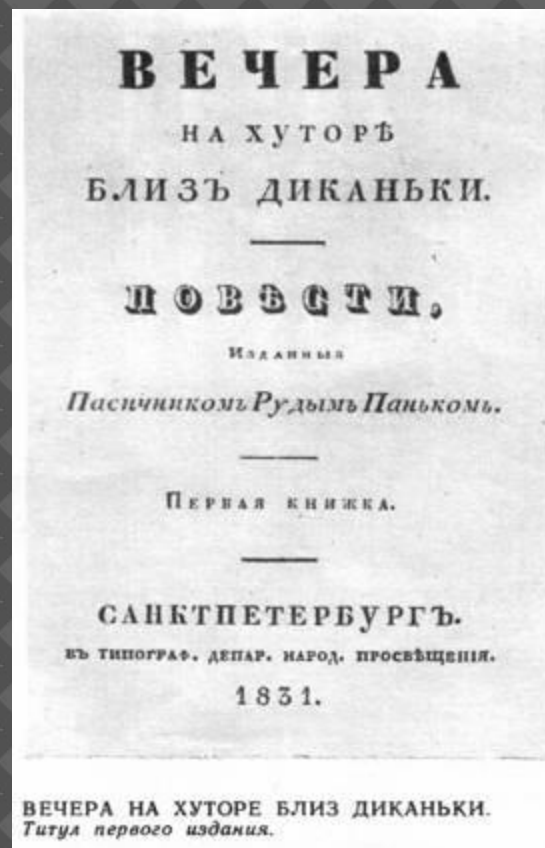 ВЕЧЕРА
НА ХУТОРѢ
БЛИЗЪ ДИКАНЬКИ.
ПОВѢСТИ,
Изданныя
Пасичникомъ Рудымъ Панькомъ.
Первая книжка.
САНКТПЕТЕРБУРГЪ.
въ типограф. депар. народ. просвѣщенія.
1831.
ВЕЧЕРА НА ХУТОРЕ БЛИЗ ДИКАНЬКИ.
Титул первого издания.